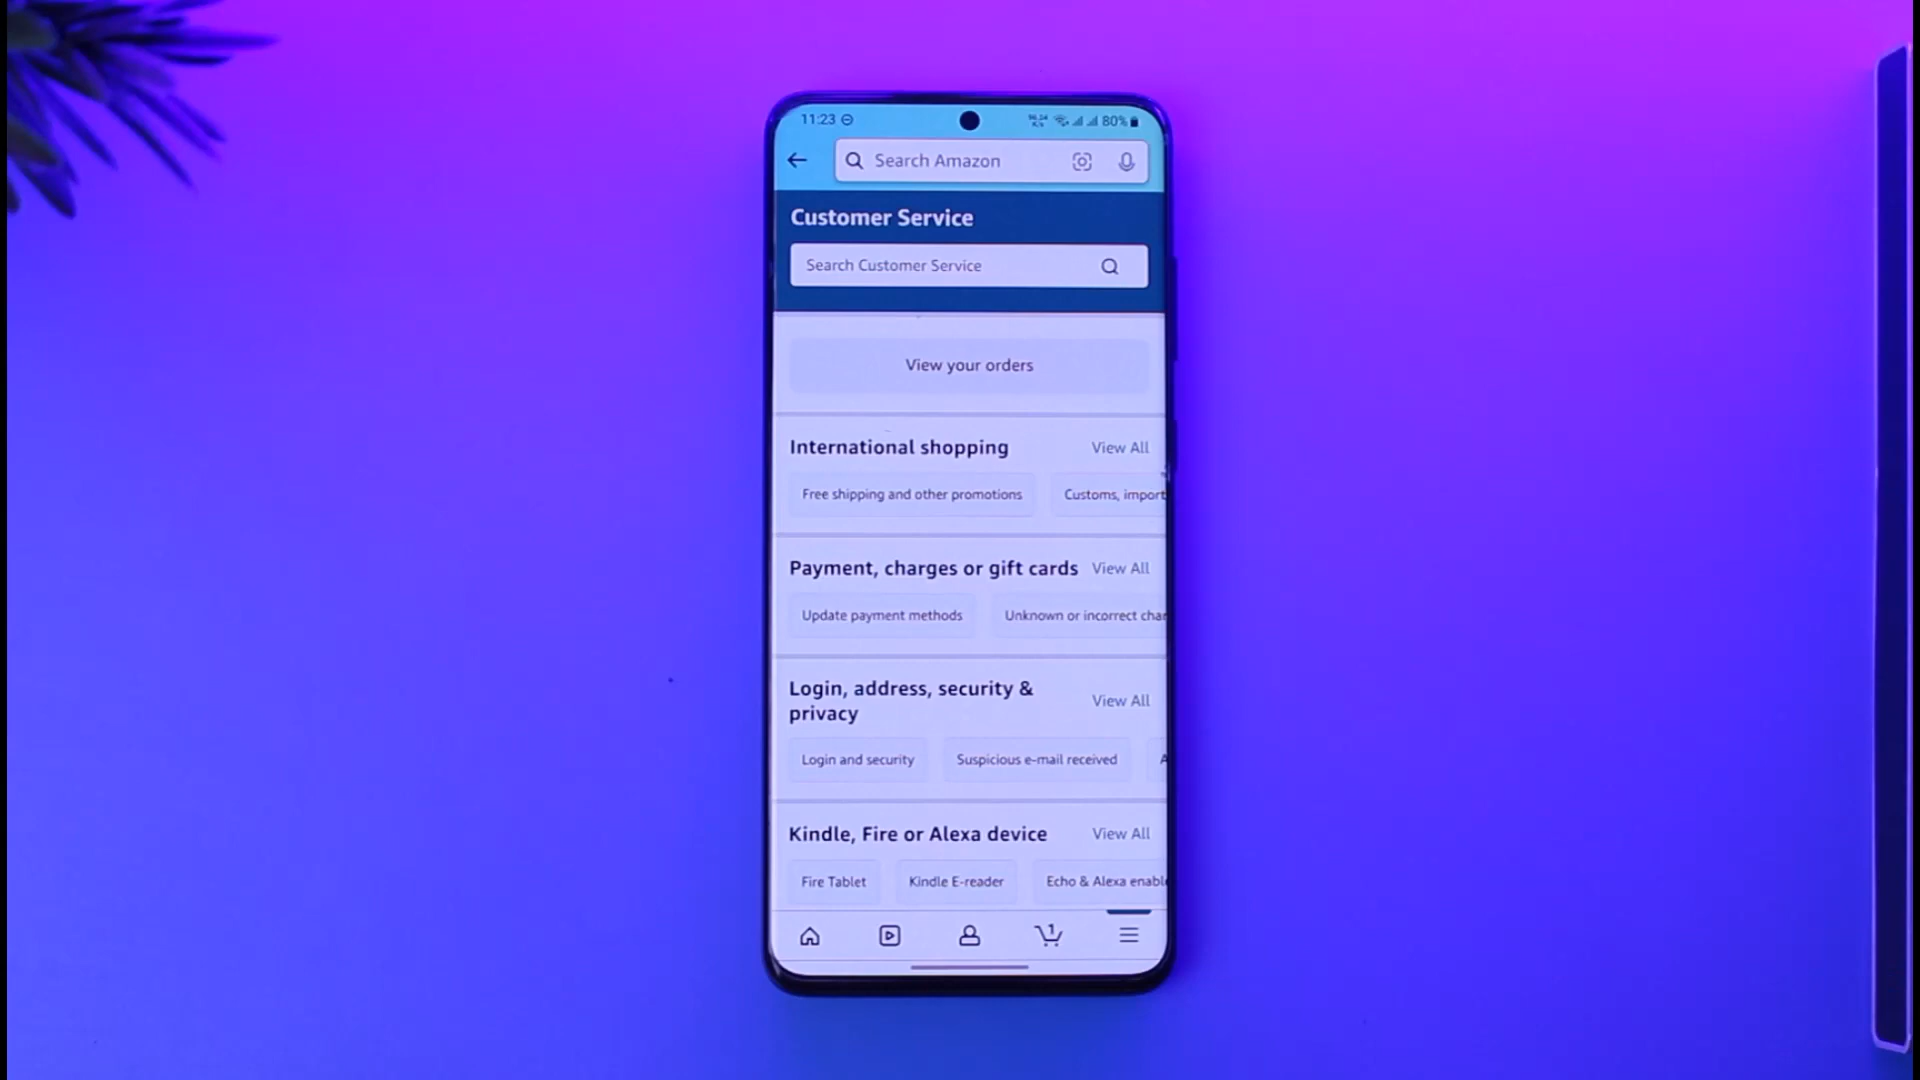 11:23
80%
Search Amazon
Customer Service
Search Customer Service
View your orders
International shopping View All
Free shipping and other promotions Customs, import
Payment, charges or gift cards View All
Update payment methods Unknown or incorrect char
Login, address, security &
privacy View All
Login and security Suspicious e-mail received A
Kindle, Fire or Alexa device View All
Fire Tablet Kindle E-reader Echo & Alexa enable
1